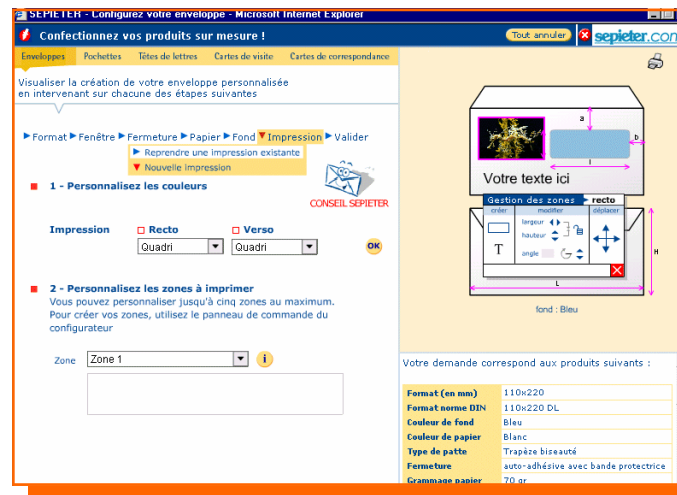 SEPIETER - Configurez votre enveloppe - Microsoft Internet Explorer
Confectionnez vos produits sur mesure !
Tout annuler
sepieter.com
Enveloppes Pochettes Têtes de lettres Cartes de visite Cartes de correspondance
Visualiser la création de votre enveloppe personnalisée
en intervenant sur chacune des étapes
suivantes
Format Fenêtre Fermeture Papier Fond Impression Valider
Reprendre une impression existante
Nouvelle impression
1 - Personnalisez les couleurs
CONSEIL SEPIETER
Impression Recto Verso
Quadri Quadri OK
2 - Personnalisez les zones à imprimer
Vous pouvez personnaliser jusqu'à cinq zones au maximum.
Pour créer vos zones, utilisez le panneau de commande du
configurateur
Zone Zone 1 i
a
b
l
Votre texte ici
Gestion des zones recto
créer modifier déplacer
largeur
hauteur
T angle
H
L
fond : Bleu
Votre demande correspond aux produits suivants :
Format (en mm) 110x220
Format norme DIN 110x220 DL
Couleur de fond Bleu
Couleur de papier Blanc
Type de patte Trapèze biseauté
Fermeture auto-adhésive avec bande protectrice
Grammage papier 70 gr